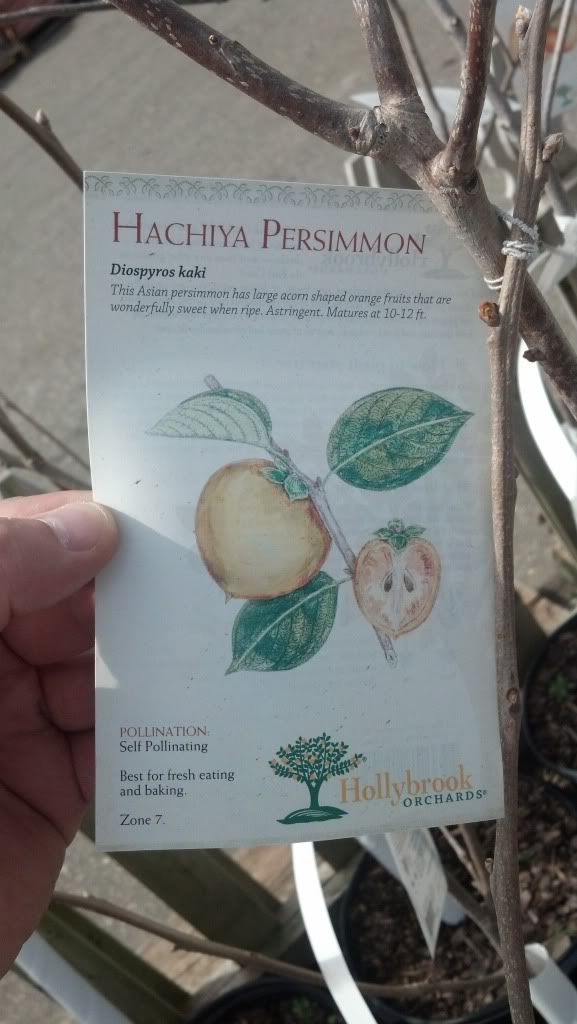 HACHIYA PERSIMMON
Diospyros kaki
This Asian persimmon has large acorn shaped orange fruits that are
wonderfully sweet when ripe. Astringent. Matures at 10-12 ft.
POLLINATION:
Self Pollinating
Best for fresh eating
and baking.
Zone 7.
Hollybrook
ORCHARDS®